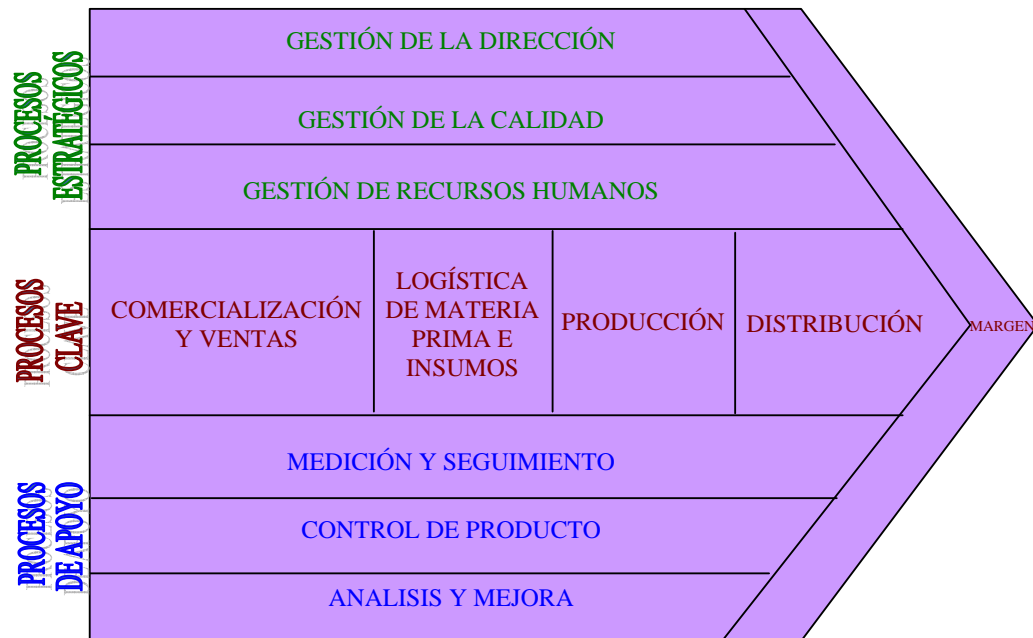 PROCESOS
ESTRATÉGICOS
GESTIÓN DE LA DIRECCIÓN
GESTIÓN DE LA CALIDAD
GESTIÓN DE RECURSOS HUMANOS
PROCESOS
CLAVE
COMERCIALIZACIÓN
Y VENTAS
LOGÍSTICA
DE MATERIA
PRIMA E
INSUMOS
PRODUCCIÓN
DISTRIBUCIÓN
MARGEN
PROCESOS
DE APOYO
MEDICIÓN Y SEGUIMIENTO
CONTROL DE PRODUCTO
ANALISIS Y MEJORA